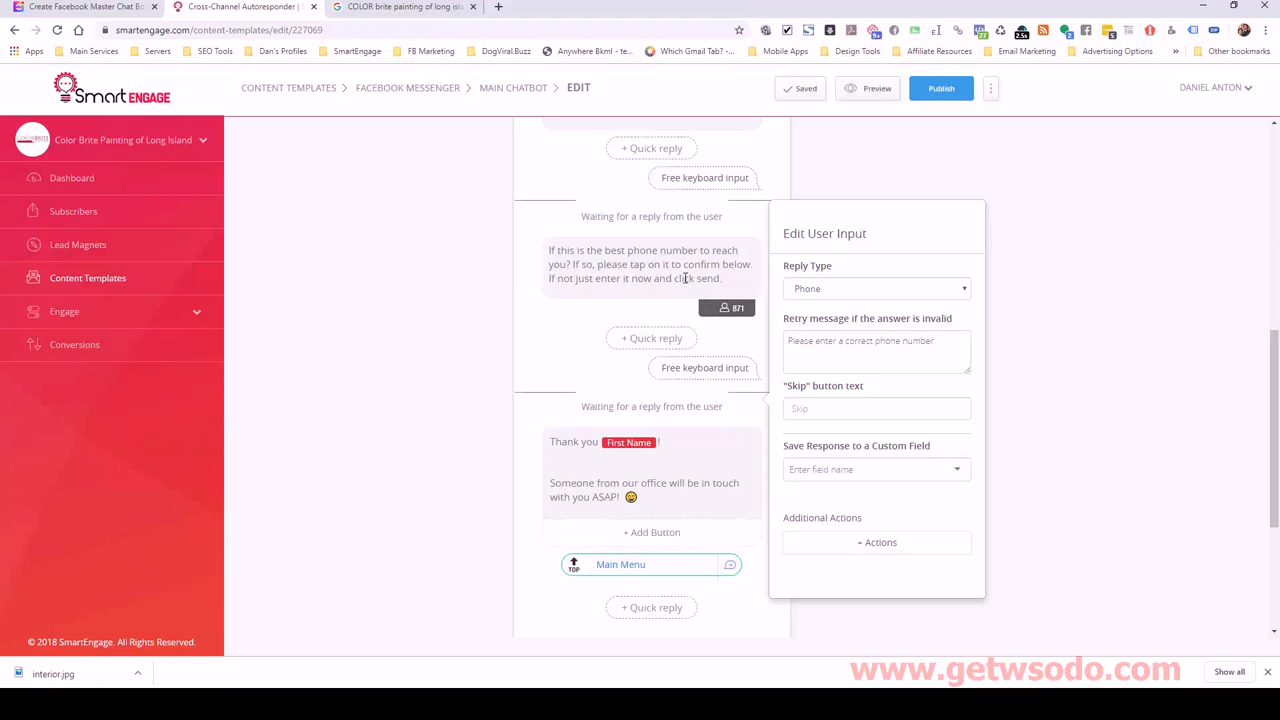 Create Facebook Master Chat Bo
Cross-Channel Autoresponder |
COLOR brite painting of long isla
smartengage.com/content-templates/edit/227069
Apps
Main Services
Servers
SEO Tools
Dan's Profiles
SmartEngage
FB Marketing
DogViral.Buzz
Anywhere Bkml - te...
Which Gmail Tab? -...
Mobile Apps
Design Tools
Affiliate Resources
Email Marketing
Advertising Options
Other bookmarks
SmartENGAGE
CONTENT TEMPLATES > FACEBOOK MESSENGER > MAIN CHATBOT > EDIT
Saved
Preview
Publish
DANIEL ANTON
Color Brite Painting of Long Island
Dashboard
Subscribers
Lead Magnets
Content Templates
Engage
Conversions
© 2018 SmartEngage. All Rights Reserved.
+ Quick reply
Free keyboard input
Waiting for a reply from the user
If this is the best phone number to reach
you? If so, please tap on it to confirm below.
If not just enter it now and click send.
871
+ Quick reply
Free keyboard input
Waiting for a reply from the user
Thank you First Name !
Someone from our office will be in touch
with you ASAP! 😄
+ Add Button
TOP
Main Menu
+ Quick reply
Edit User Input
Reply Type
Phone
Retry message if the answer is invalid
Please enter a correct phone number.
"Skip" button text
Skip
Save Response to a Custom Field
Enter field name
Additional Actions
+ Actions
interior.jpg
www.getwsodo.com
Show all